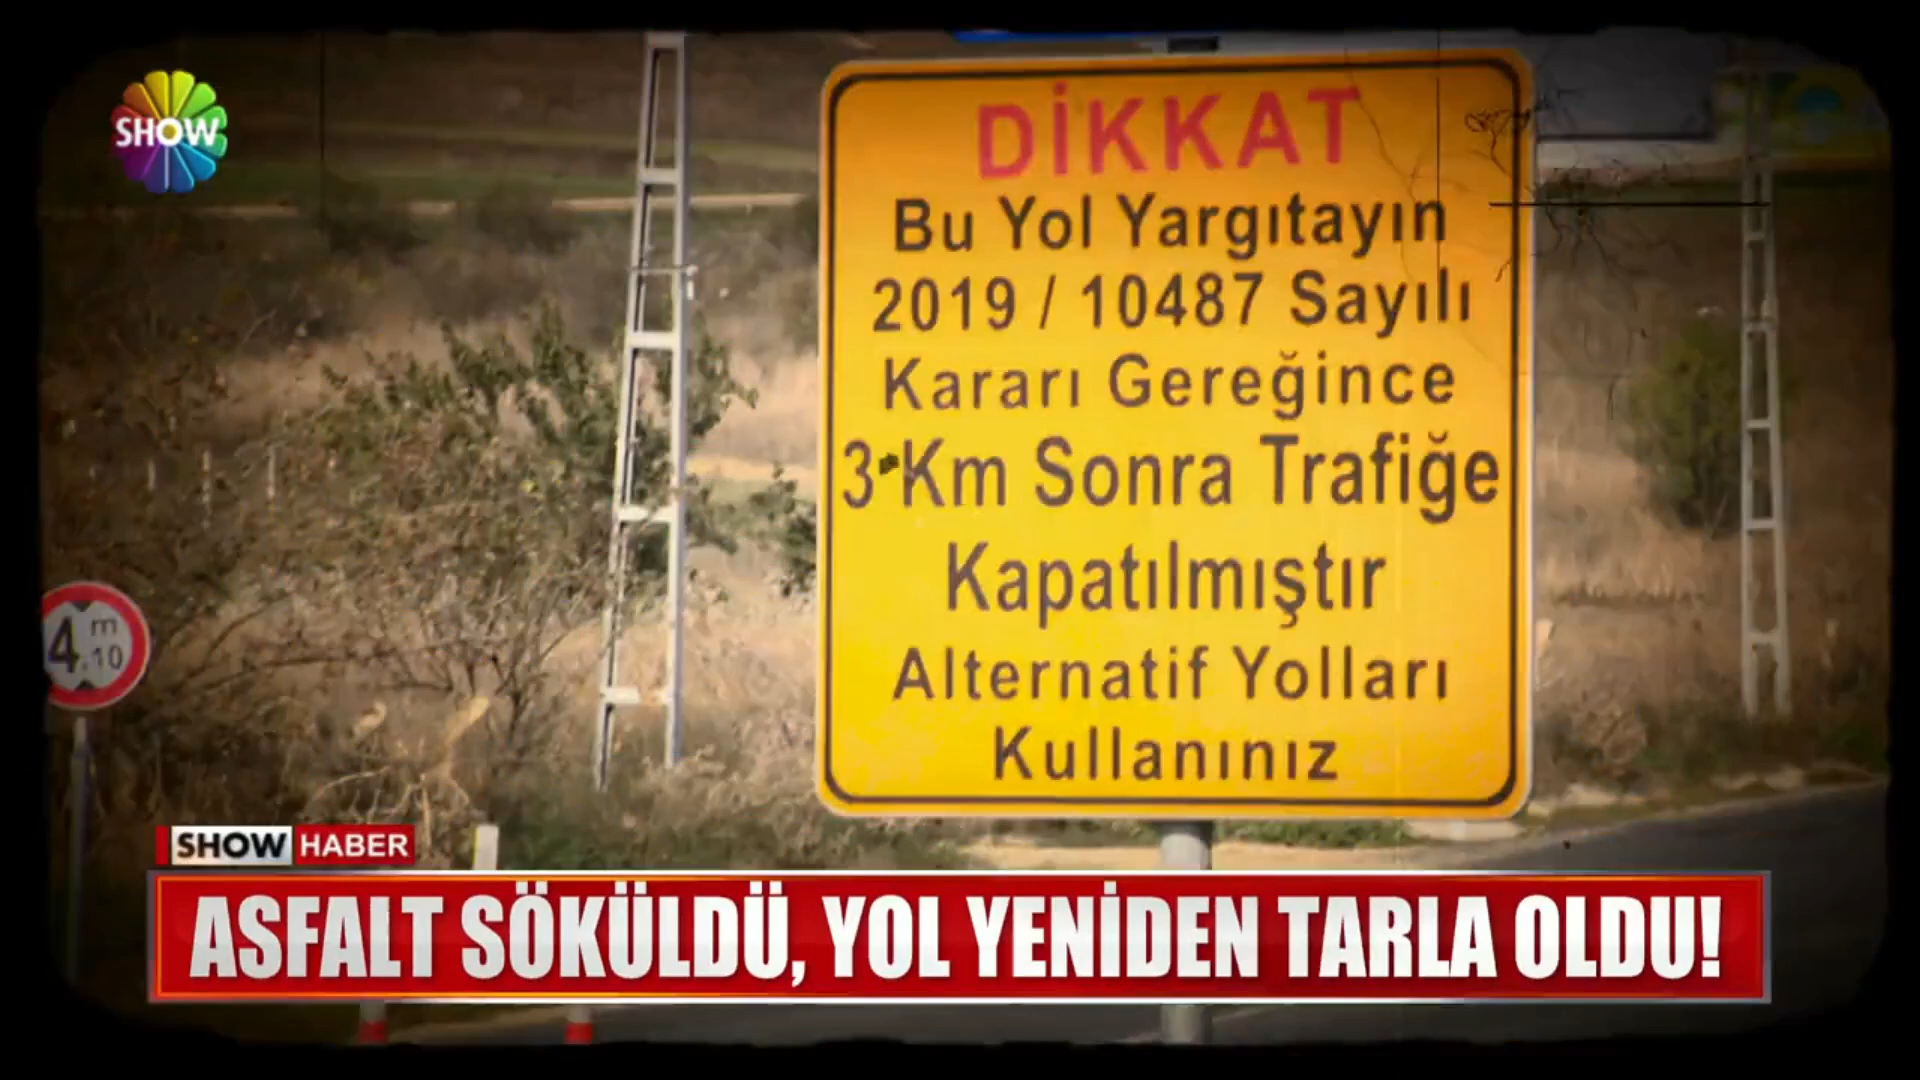 SHOW
DİKKAT
Bu Yol Yargıtayın
2019 / 10487 Sayılı
Kararı Gereğince
3 Km Sonra Trafiğe
Kapatılmıştır
Alternatif Yolları
Kullanınız
4 m .10
SHOW HABER
ASFALT SÖKÜLDÜ, YOL YENİDEN TARLA OLDU!